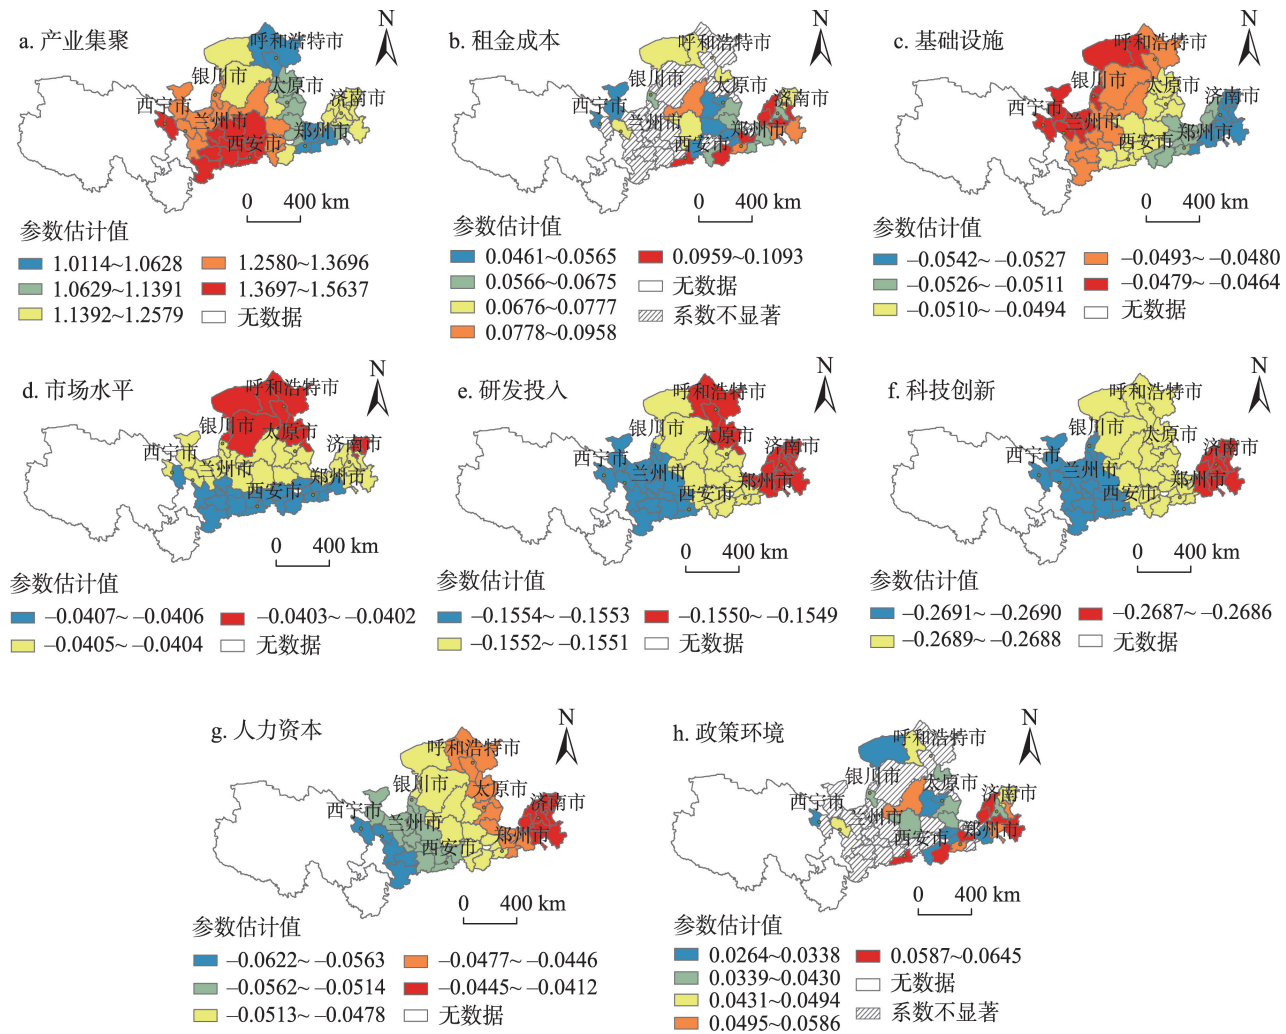 a. 产业集聚
N
呼和浩特市
银川市
太原市
西宁市
济南市
兰州市
郑州市
西安市
0 400 km
参数估计值
1.0114~1.0628
1.2580~1.3696
1.0629~1.1391
1.3697~1.5637
1.1392~1.2579
无数据
b. 租金成本
N
呼和浩特市
银川市
太原市
西宁市
济南市
兰州市
郑州市
西安市
0 400 km
参数估计值
0.0461~0.0565
0.0959~0.1093
0.0566~0.0675
无数据
0.0676~0.0777
系数不显著
0.0778~0.0958
c. 基础设施
N
呼和浩特市
银川市
太原市
西宁市
济南市
兰州市
郑州市
西安市
0 400 km
参数估计值
–0.0542~ –0.0527
–0.0493~ –0.0480
–0.0526~ –0.0511
–0.0479~ –0.0464
–0.0510~ –0.0494
无数据
d. 市场水平
N
呼和浩特市
银川市
太原市
西宁市
济南市
兰州市
郑州市
西安市
0 400 km
参数估计值
–0.0407~ –0.0406
–0.0403~ –0.0402
–0.0405~ –0.0404
无数据
e. 研发投入
N
呼和浩特市
银川市
太原市
西宁市
济南市
兰州市
郑州市
西安市
0 400 km
参数估计值
–0.1554~ –0.1553
–0.1550~ –0.1549
–0.1552~ –0.1551
无数据
f. 科技创新
N
呼和浩特市
银川市
太原市
西宁市
济南市
兰州市
郑州市
西安市
0 400 km
参数估计值
–0.2691~ –0.2690
–0.2687~ –0.2686
–0.2689~ –0.2688
无数据
g. 人力资本
N
呼和浩特市
银川市
太原市
西宁市
济南市
兰州市
郑州市
西安市
0 400 km
参数估计值
–0.0622~ –0.0563
–0.0477~ –0.0446
–0.0562~ –0.0514
–0.0445~ –0.0412
–0.0513~ –0.0478
无数据
h. 政策环境
N
呼和浩特市
银川市
太原市
西宁市
济南市
兰州市
郑州市
西安市
0 400 km
参数估计值
0.0264~0.0338
0.0587~0.0645
0.0339~0.0430
无数据
0.0431~0.0494
系数不显著
0.0495~0.0586